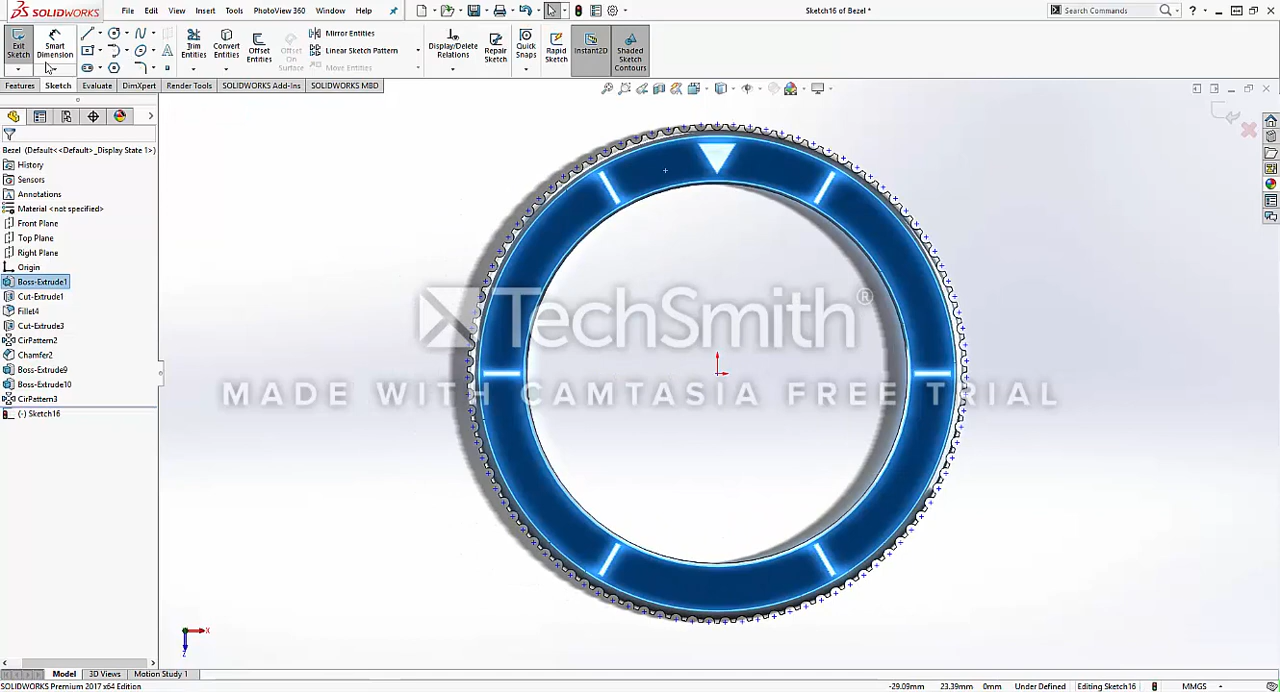 SOLIDWORKS File Edit View Insert Tools PhotoView 360 Window Help Sketch16 of Bezel * Search Commands
Exit Sketch Smart Dimension Trim Entities Convert Entities Offset Entities Offset On Surface Mirror Entities Linear Sketch Pattern Move Entities Display/Delete Relations Repair Sketch Quick Snaps Rapid Sketch Instant2D Shaded Sketch Contours
Features Sketch Evaluate DimXpert Render Tools SOLIDWORKS Add-Ins SOLIDWORKS MBD
Bezel (Default<<Default>_Display State 1>)
History
Sensors
Annotations
Material <not specified>
Front Plane
Top Plane
Right Plane
Origin
Boss-Extrude1
Cut-Extrude1
Fillet4
Cut-Extrude3
CirPattern2
Chamfer2
Boss-Extrude9
Boss-Extrude10
CirPattern3
(-) Sketch16
TechSmith®
MADE WITH CAMTASIA FREE TRIAL
X
Z
Model 3D Views Motion Study 1
SOLIDWORKS Premium 2017 x64 Edition -29.09mm 23.39mm 0mm Under Defined Editing Sketch16 MMGS